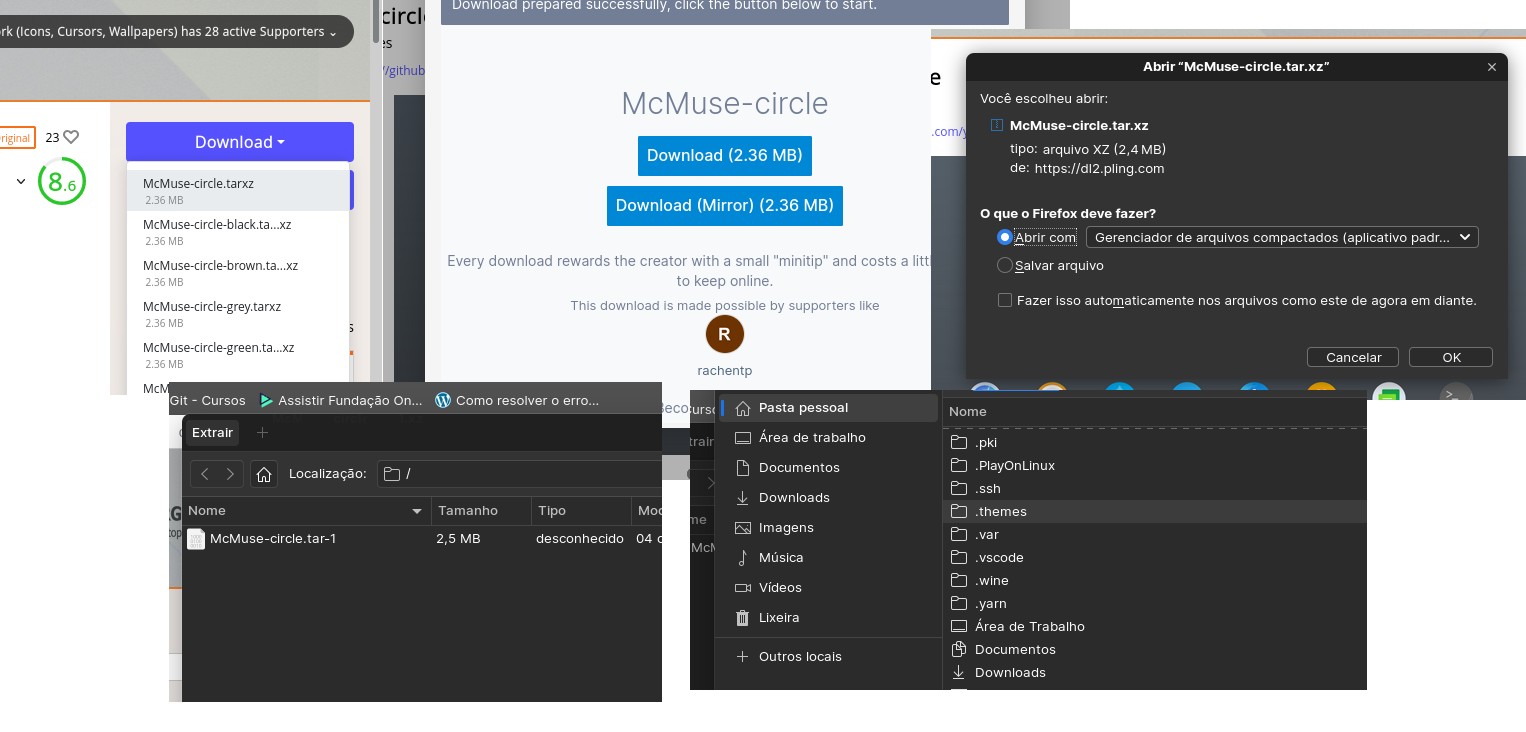 rk (Icons, Cursors, Wallpapers) has 28 active Supporters
riginal
23
8.6
Download
McMuse-circle.tarxz
2.36 MB
McMuse-circle-black.ta...xz
2.36 MB
McMuse-circle-brown.ta...xz
2.36 MB
McMuse-circle-grey.tarxz
2.36 MB
McMuse-circle-green.ta...xz
2.36 MB
McM
s
circle
es
//github
Download prepared successfully, click the button below to start.
McMuse-circle
Download (2.36 MB)
Download (Mirror) (2.36 MB)
Every download rewards the creator with a small "minitip" and costs a littl
to keep online.
This download is made possible by supporters like
R
rachentp
Beco
e
.com/y
Abrir “McMuse-circle.tar.xz”
Você escolheu abrir:
McMuse-circle.tar.xz
tipo: arquivo XZ (2,4 MB)
de: https://dl2.pling.com
O que o Firefox deve fazer?
Abrir com
Gerenciador de arquivos compactados (aplicativo padr...
Salvar arquivo
Fazer isso automaticamente nos arquivos como este de agora em diante.
Cancelar
OK
Git - Cursos
Assistir Fundação On...
Como resolver o erro...
Extrair
Localização:
/
Nome
Tamanho
Tipo
Mod
McMuse-circle.tar-1
2,5 MB
desconhecido
04 d
urso
trair
me
McM
Pasta pessoal
Área de trabalho
Documentos
Downloads
Imagens
Música
Vídeos
Lixeira
Outros locais
Nome
.pki
.PlayOnLinux
.ssh
.themes
.var
.vscode
.wine
.yarn
Área de Trabalho
Documentos
Downloads